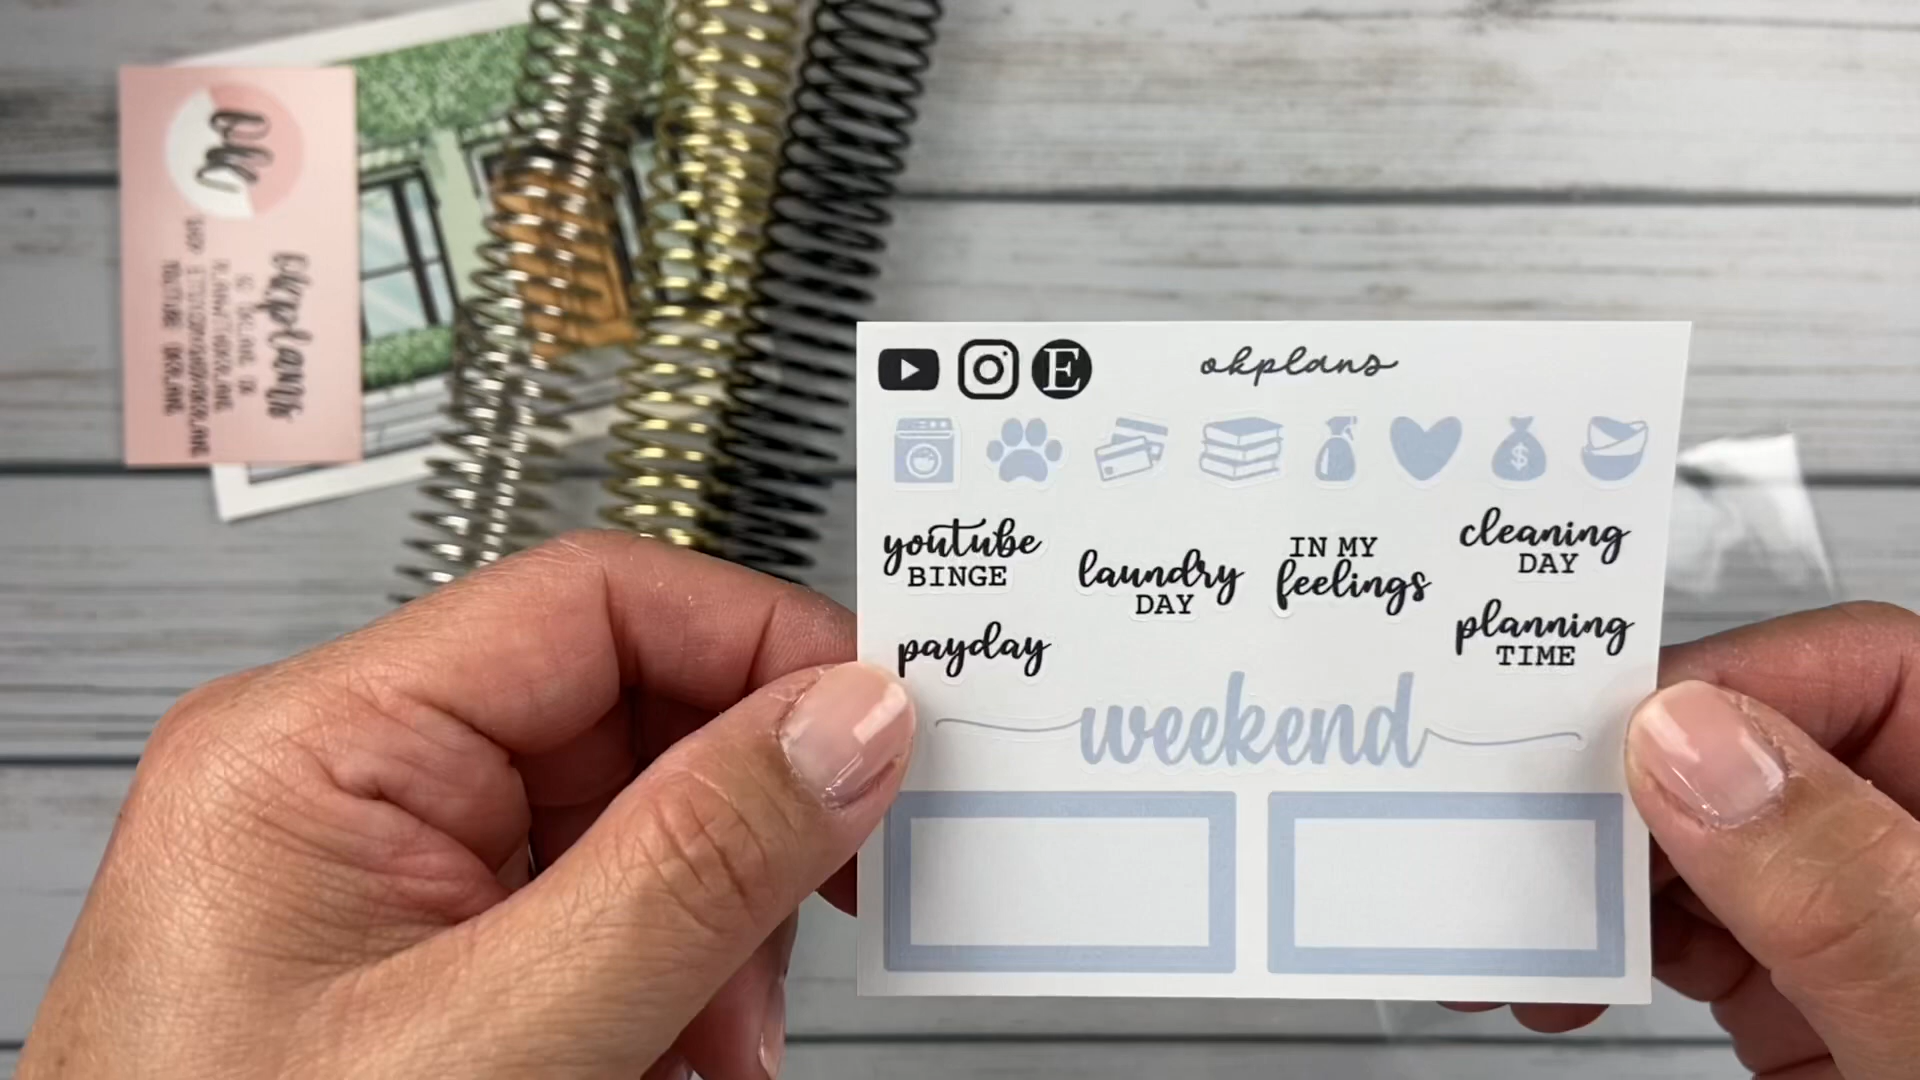 okplans
E
youtube
BINGE
laundry
DAY
IN MY
feelings
cleaning
DAY
payday
planning
TIME
weekend
$
okplans